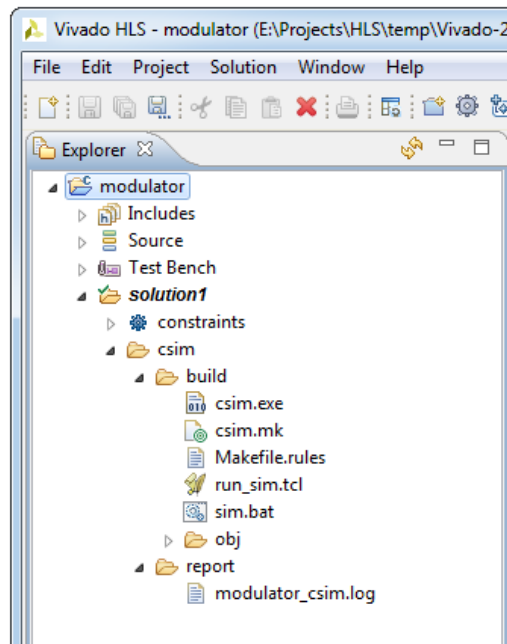 Vivado HLS - modulator (E:\Projects\HLS\temp\Vivado-2
File Edit Project Solution Window Help
Explorer
modulator
Includes
Source
Test Bench
solution1
constraints
csim
build
csim.exe
csim.mk
Makefile.rules
run_sim.tcl
sim.bat
obj
report
modulator_csim.log